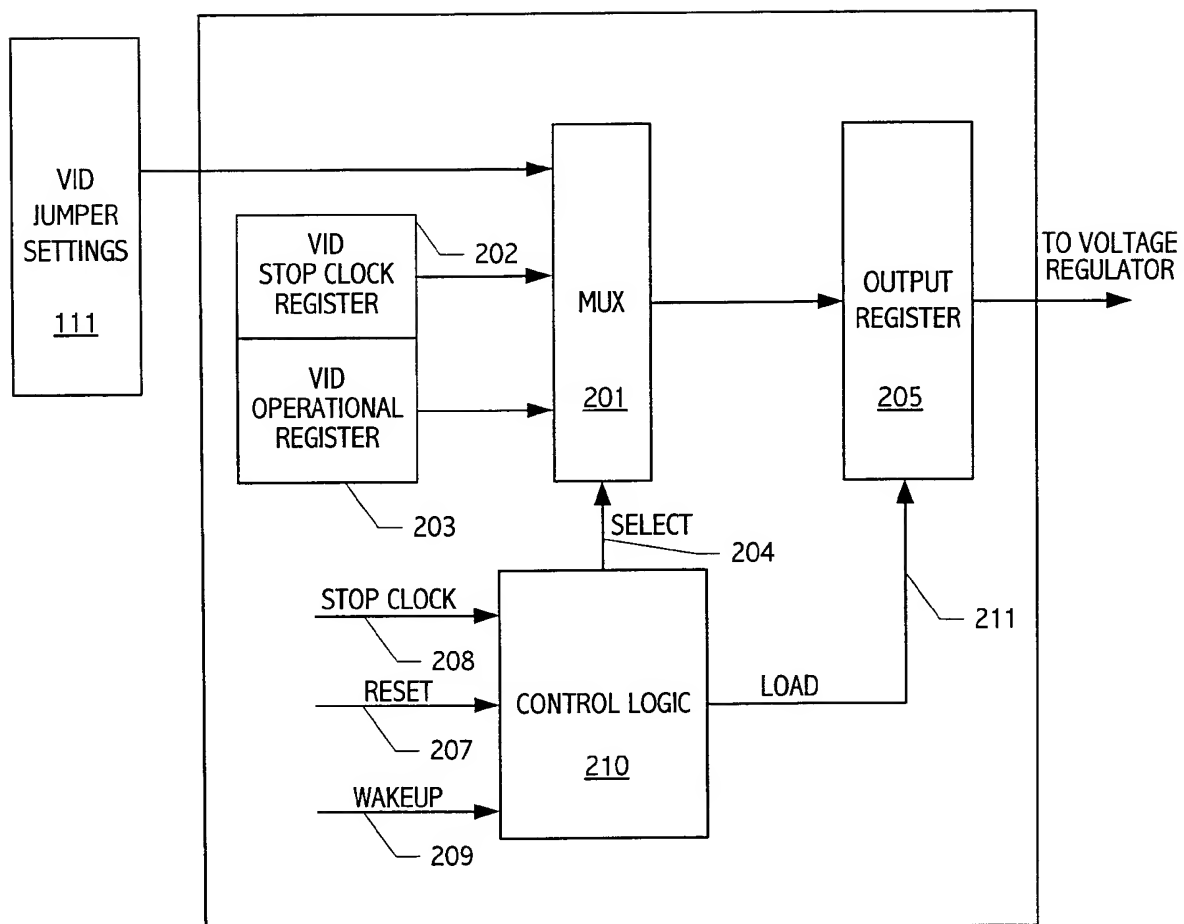 VID
JUMPER
SETTINGS
111
VID
STOP CLOCK
REGISTER
202
VID
OPERATIONAL
REGISTER
203
MUX
201
OUTPUT
REGISTER
205
TO VOLTAGE
REGULATOR
SELECT
204
STOP CLOCK
208
RESET
207
WAKEUP
209
CONTROL LOGIC
210
LOAD
211